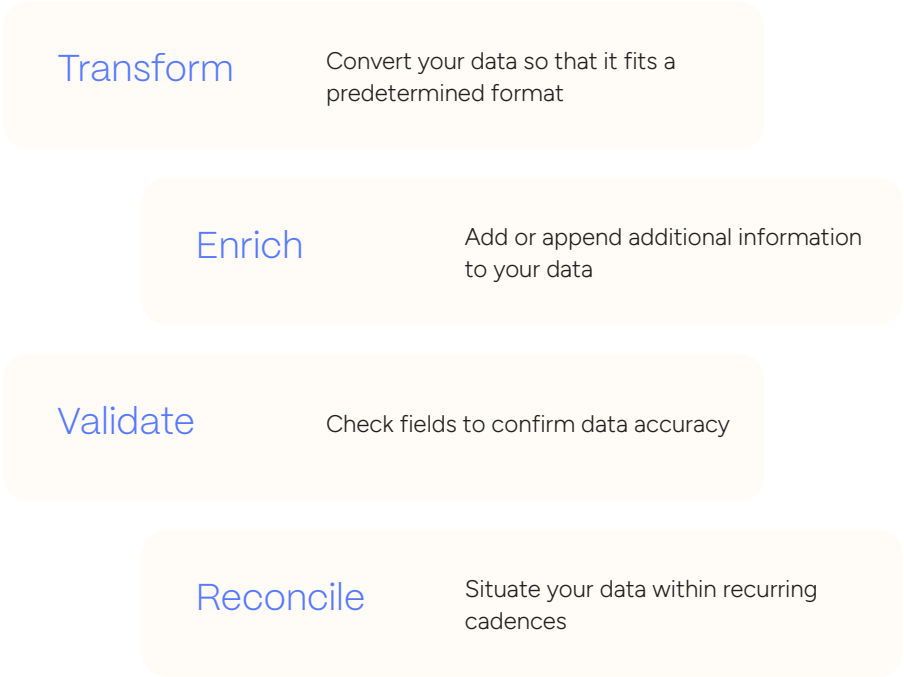 Transform
Convert your data so that it fits a
predetermined format
Enrich
Add or append additional information
to your data
Validate
Check fields to confirm data accuracy
Reconcile
Situate your data within recurring
cadences